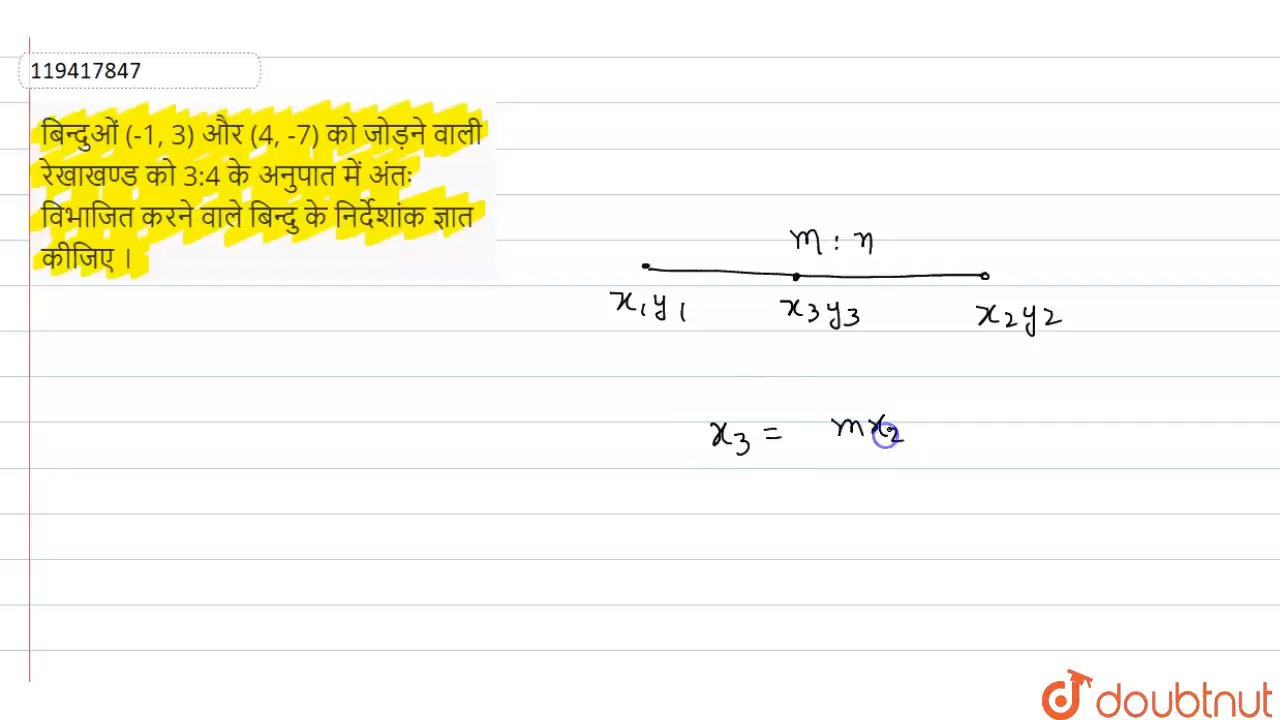 119417847
बिन्दुओं (-1, 3) और (4, -7) को जोड़ने वाली
रेखाखण्ड को 3:4 के अनुपात में अंतः
विभाजित करने वाले बिन्दु के निर्देशांक ज्ञात
कीजिए ।
m : n
x₁y₁ x₃y₃ x₂y₂
x₃ = mx₂
doubtnut